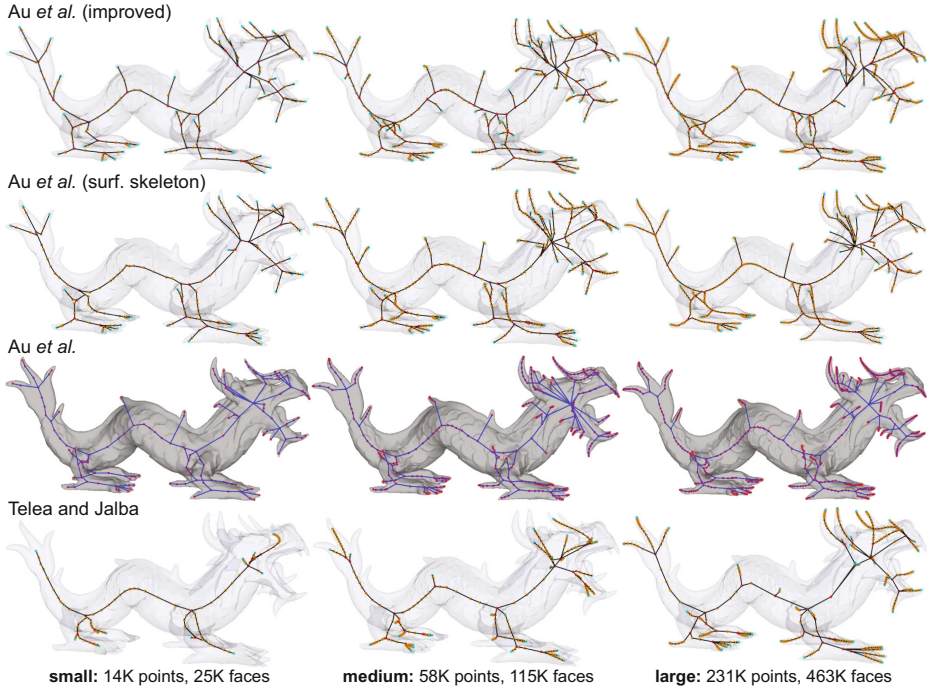 Au et al. (improved)
Au et al. (surf. skeleton)
Au et al.
Telea and Jalba
small: 14K points, 25K faces
medium: 58K points, 115K faces
large: 231K points, 463K faces